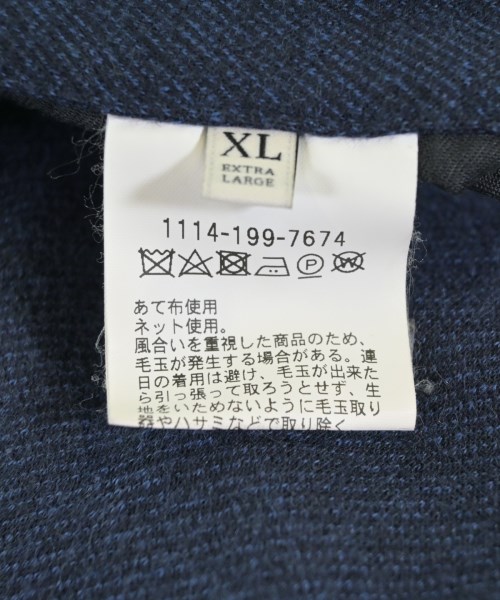 XL
EXTRA
LARGE
1114-199-7674
あて布使用
ネット使用。
風合いを重視した商品のため、
毛玉が発生する場合がある。連
日の着用は避け、毛玉が出来た
ら引っ張って取ろうとせず、生
地をいためないように毛玉取り
器やハサミなどで取り除く